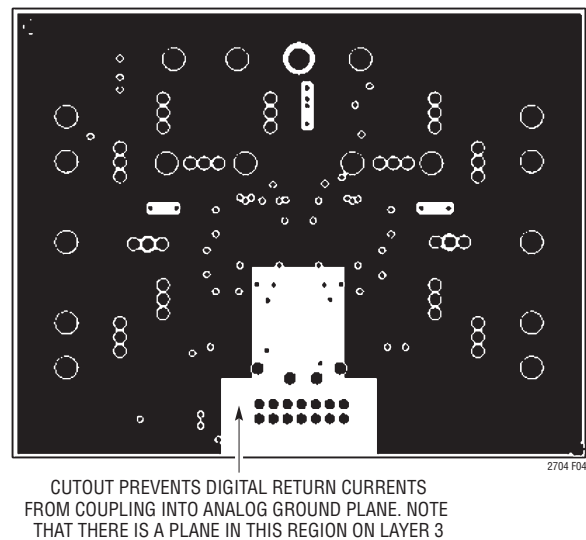 2704 F04
CUTOUT PREVENTS DIGITAL RETURN CURRENTS
FROM COUPLING INTO ANALOG GROUND PLANE. NOTE
THAT THERE IS A PLANE IN THIS REGION ON LAYER 3